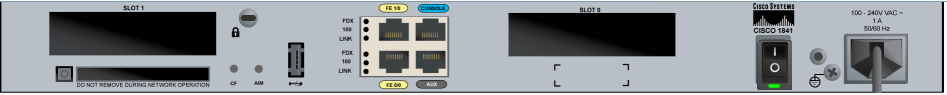 SLOT 1
DO NOT REMOVE DURING NETWORK OPERATION
CF
AIM
FE 1/0
CONSOLE
FDX
100
LINK
FDX
100
LINK
FE 0/0
AUX
SLOT 0
CISCO SYSTEMS
CISCO 1841
I
O
100 - 240V VAC ~
1 A
50/60 Hz